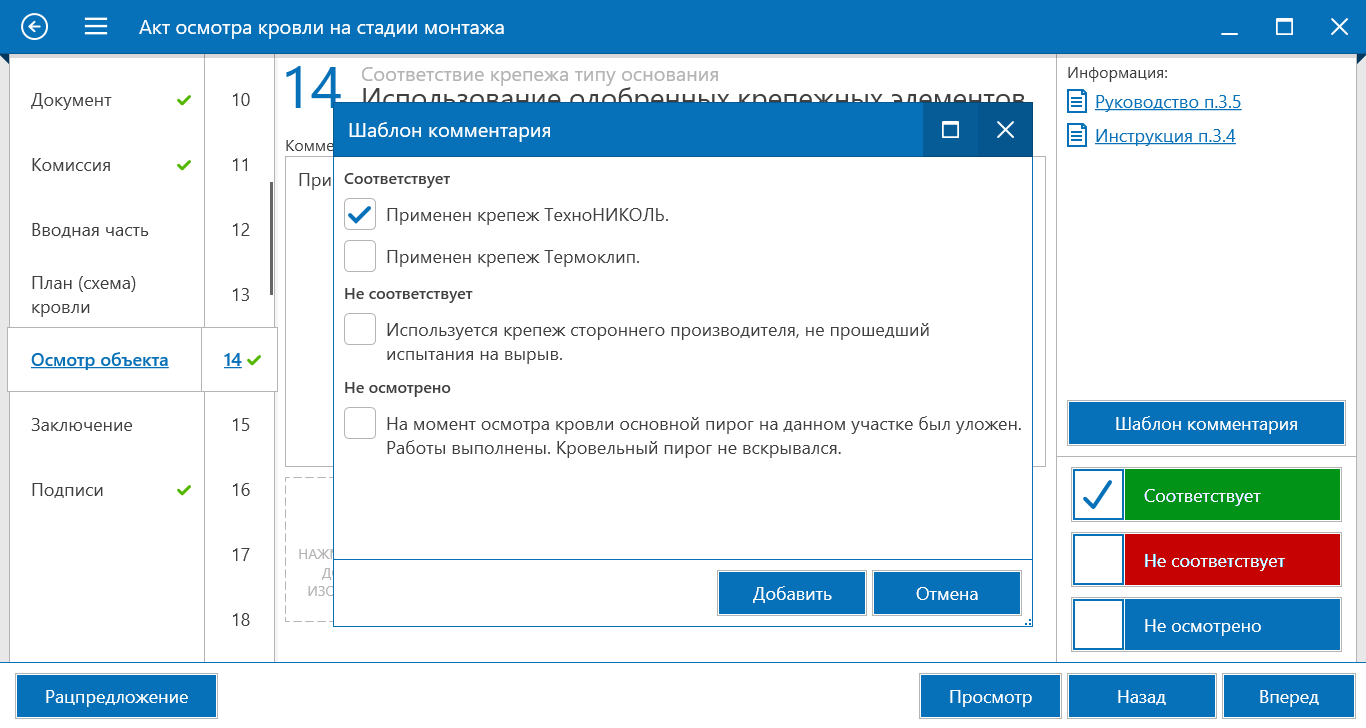 Акт осмотра кровли на стадии монтажа
Документ
Комиссия
Вводная часть
План (схема)
кровли
Осмотр объекта
Заключение
Подписи
10
11
12
13
14
15
16
17
18
14
Соответствие крепежа типу основания
Использование одобренных крепежных элементов
Комме
При
НАЖМ
ИЗО
Шаблон комментария
Соответствует
Применен крепеж ТехноНИКОЛЬ.
Применен крепеж Термоклип.
Не соответствует
Используется крепеж стороннего производителя, не прошедший
испытания на вырыв.
Не осмотрено
На момент осмотра кровли основной пирог на данном участке был уложен.
Работы выполнены. Кровельный пирог не вскрывался.
Добавить
Отмена
Информация:
Руководство п.3.5
Инструкция п.3.4
Шаблон комментария
Соответствует
Не соответствует
Не осмотрено
Рацпредложение
Просмотр
Назад
Вперед